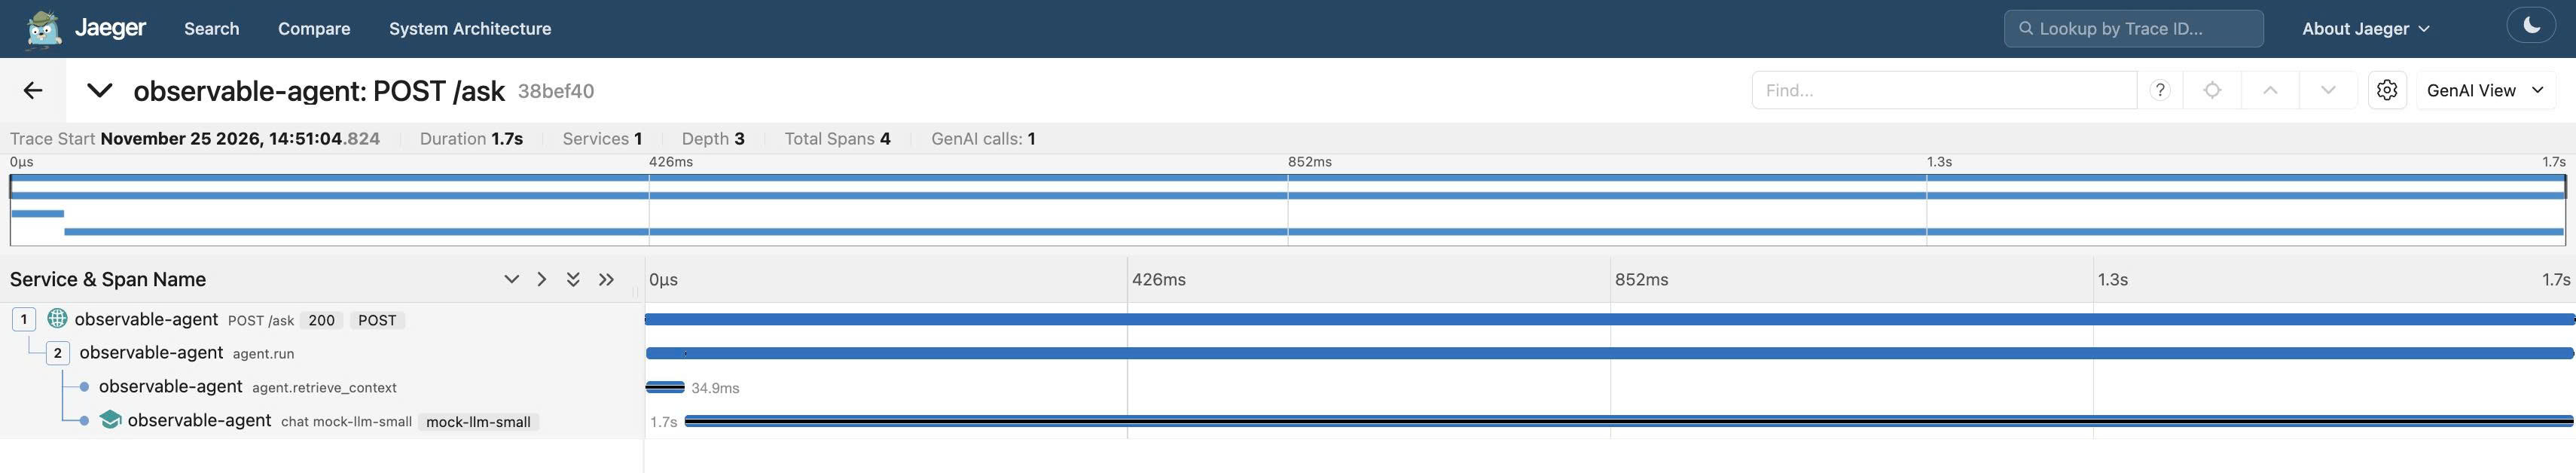 Jaeger Search Compare System Architecture Lookup by Trace ID... About Jaeger
observable-agent: POST /ask 38bef40 Find... ? GenAI View
Trace Start November 25 2026, 14:51:04.824 Duration 1.7s Services 1 Depth 3 Total Spans 4 GenAI calls: 1
0μs 426ms 852ms 1.3s 1.7s
Service & Span Name 0μs 426ms 852ms 1.3s 1.7s
1 observable-agent POST /ask 200 POST
2 observable-agent agent.run
observable-agent agent.retrieve_context 34.9ms
observable-agent chat mock-llm-small mock-llm-small 1.7s